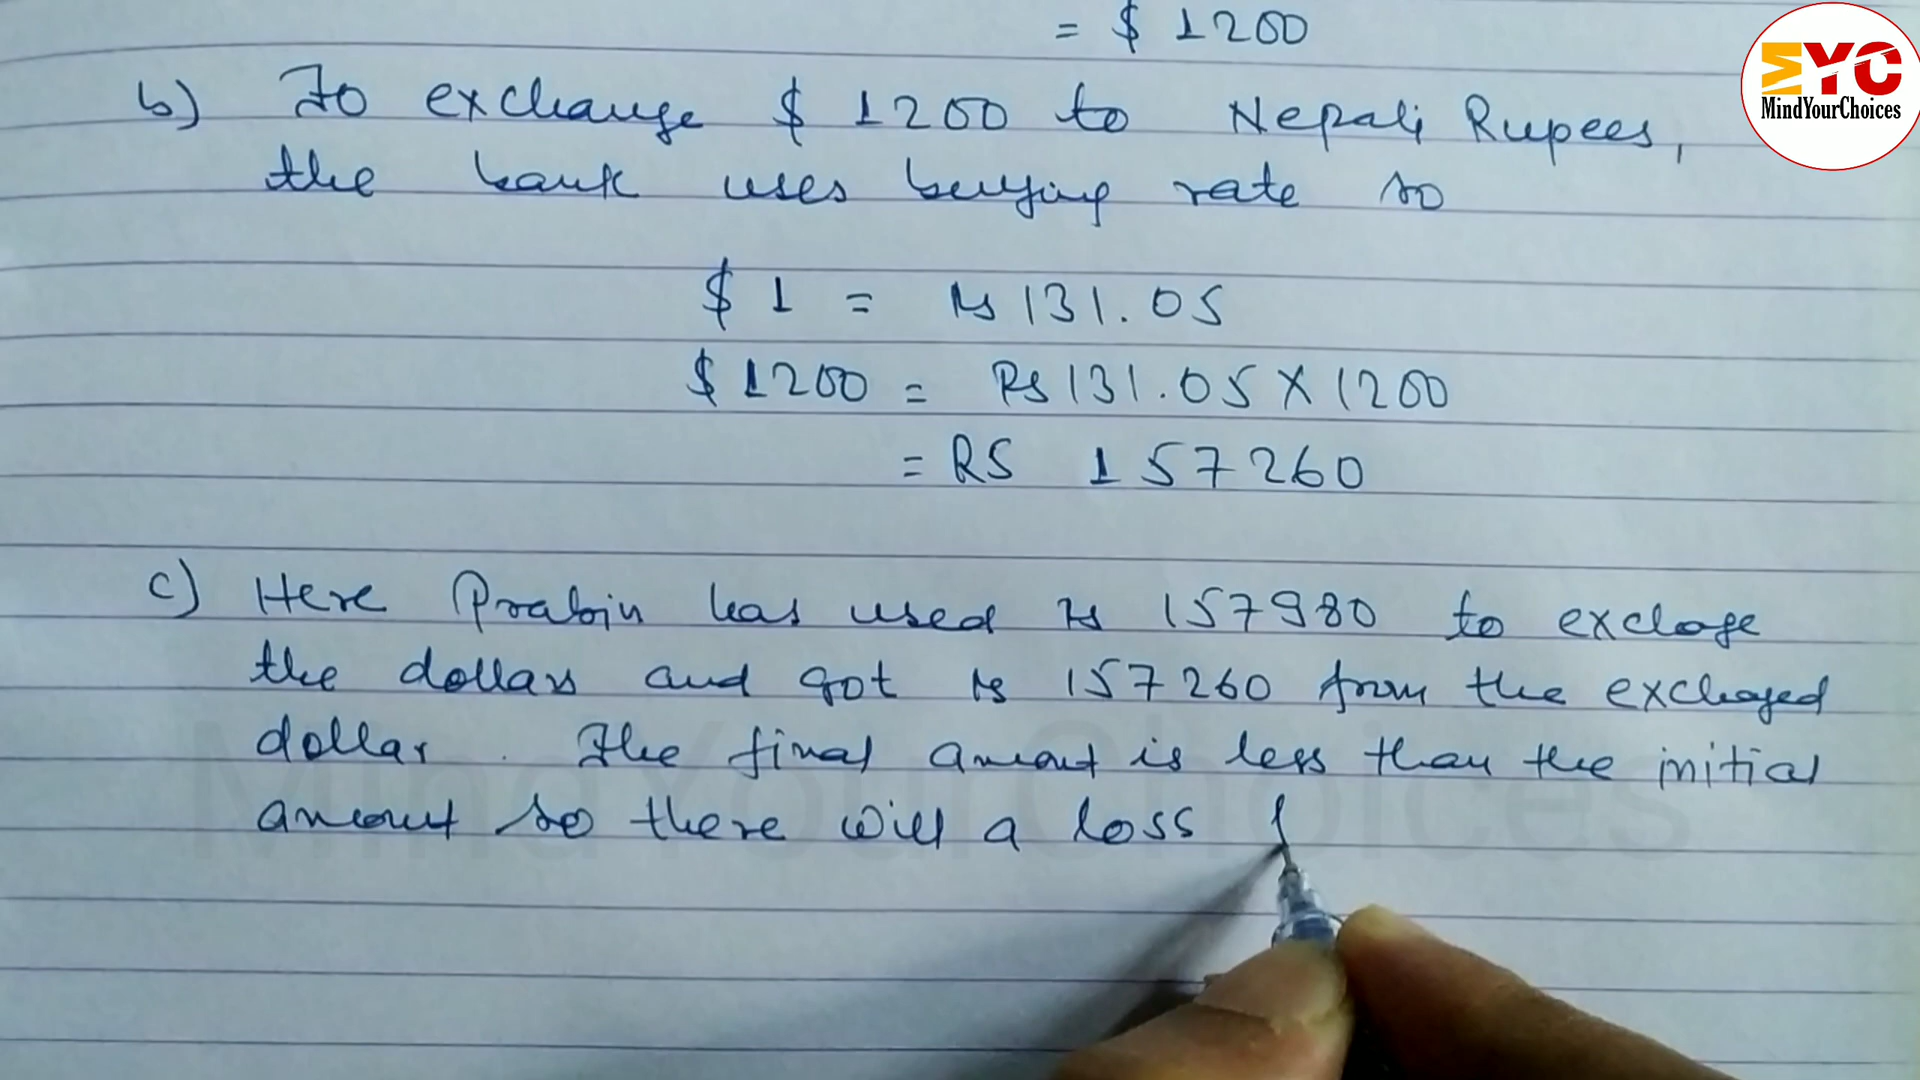 = $ 1200
b) To exchange $ 1200 to Nepali Rupees,
the bank uses buying rate so
$ 1 = Rs 131.05
$ 1200 = Rs 131.05 X 1200
= RS 157260
c) Here Prabin has used Rs 157980 to exchage
the dollars and got Rs 157260 from the exchaged
dollar. The final amout is less than the initial
amount so there will a loss
MYC
MindYourChoices
MindYourChoices